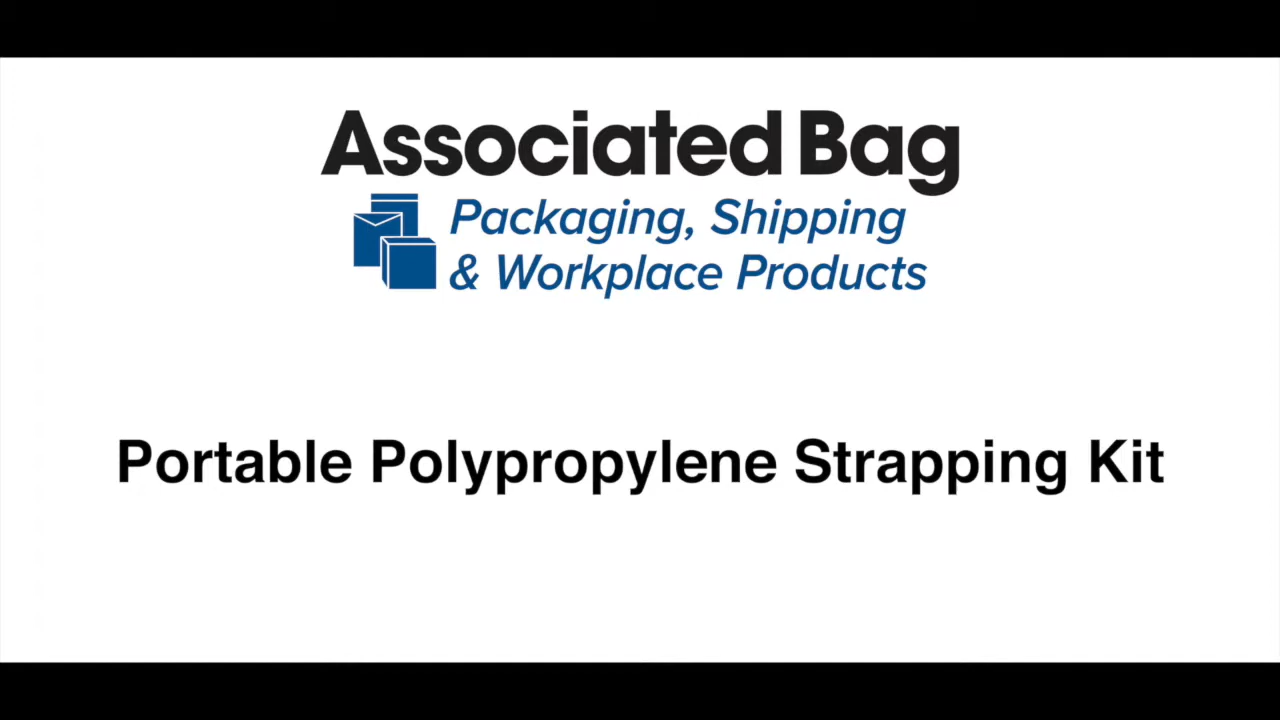 Associated Bag
Packaging, Shipping
& Workplace Products
Portable Polypropylene Strapping Kit